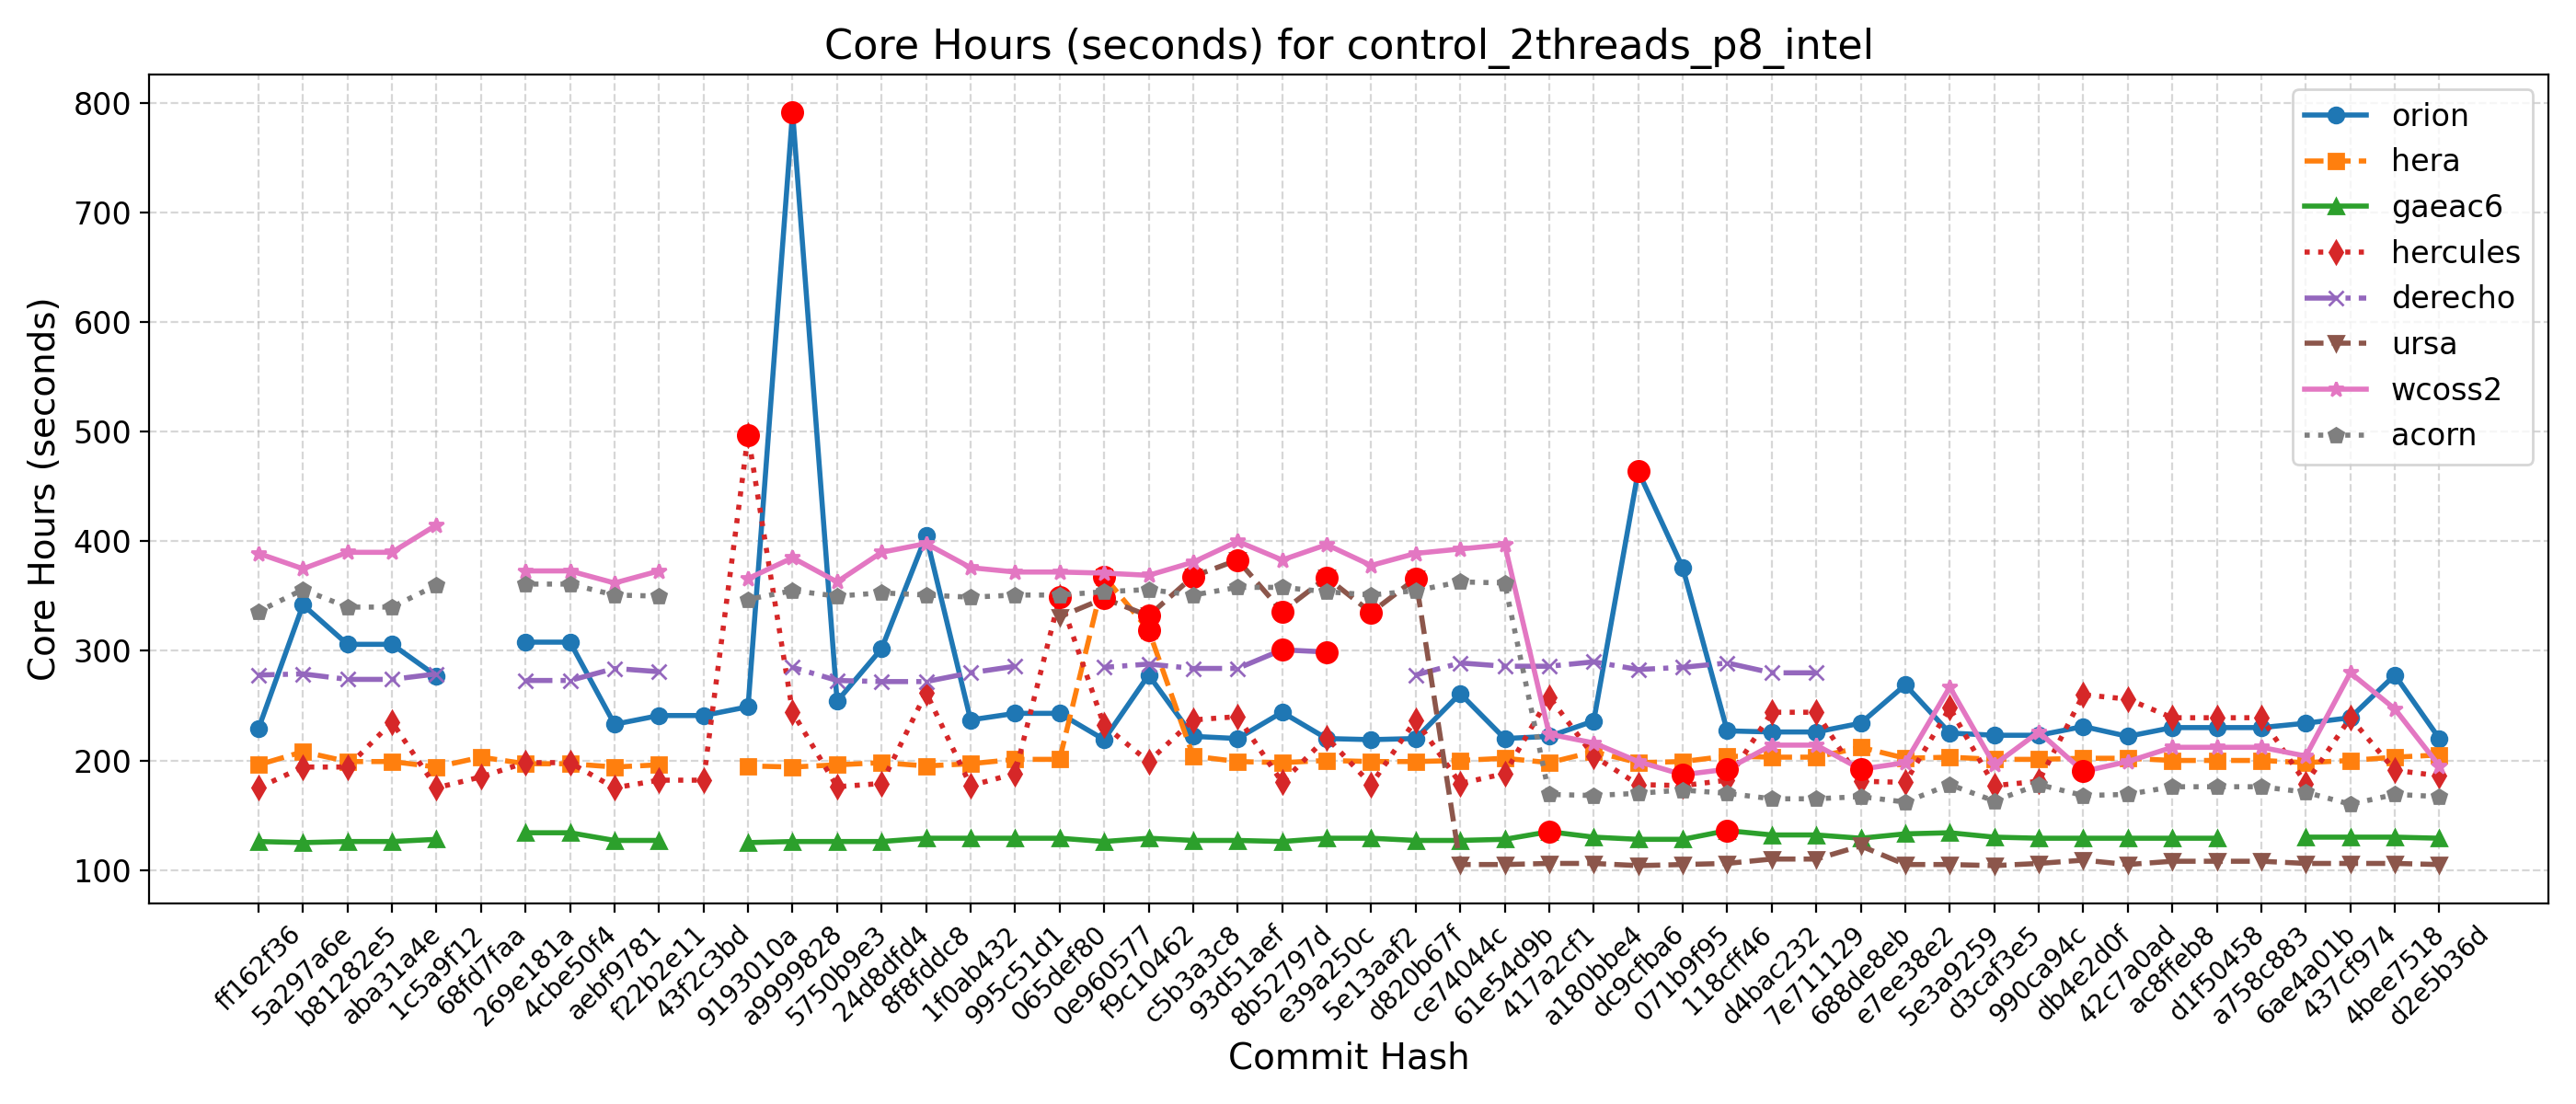 Core Hours (seconds) for control_2threads_p8_intel
Core Hours (seconds)
800
700
600
500
400
300
200
100
orion
hera
gaeac6
hercules
derecho
ursa
wcoss2
acorn
ff162f36
5a297a6e
b81282e5
aba31a4e
1c5a9f12
68fd7faa
269e181a
4cbe50f4
aebf9781
f22b2e11
43f2c3bd
9193010a
a9999828
5750b9e3
24d8dfd4
8f8fddc8
1f0ab432
995c51d1
065def80
0e960577
f9c10462
c5b3a3c8
93d51aef
8b52797d
e39a250c
5e13aaf2
d820b67f
ce74044c
61e54d9b
417a2cf1
a180bbe4
dc9cfba6
071b9f95
118cff46
d4bac232
7e711129
688de8eb
e7ee38e2
5e3a9259
d3caf3e5
990ca94c
db4e2d0f
42c7a0ad
ac8ffeb8
d1f50458
a758c883
6ae4a01b
437cf974
4bee7518
d2e5b36d
Commit Hash